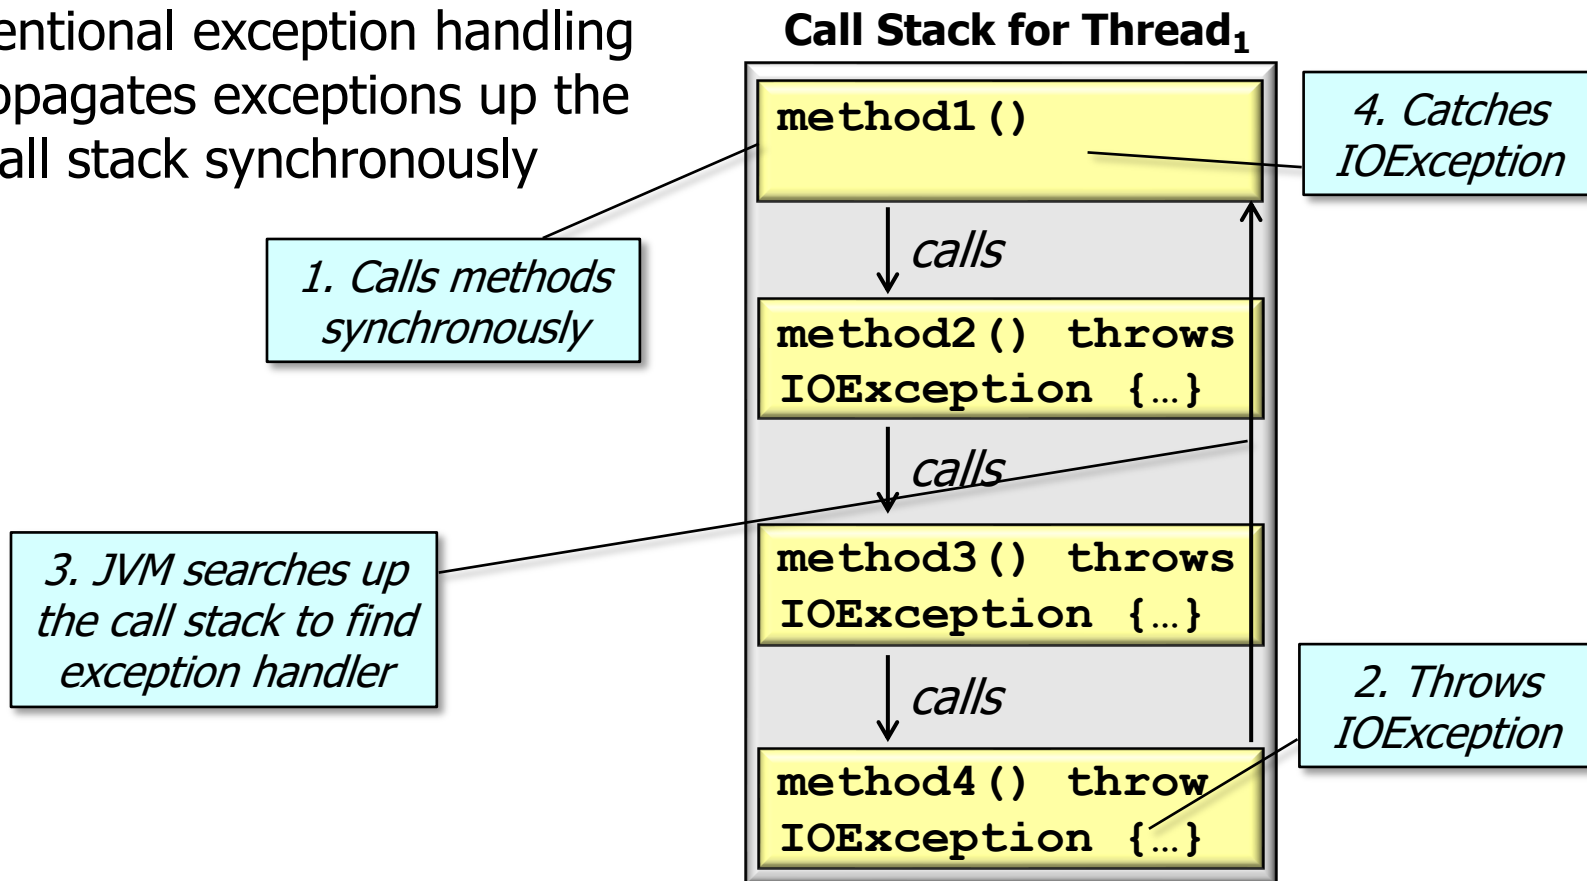 entional exception handling
opagates exceptions up the
all stack synchronously
Call Stack for Thread1
method1()
4. Catches
IOException
calls
1. Calls methods
synchronously
method2() throws
IOException {…}
calls
3. JVM searches up
the call stack to find
exception handler
method3() throws
IOException {…}
calls
2. Throws
IOException
method4() throw
IOException {…}